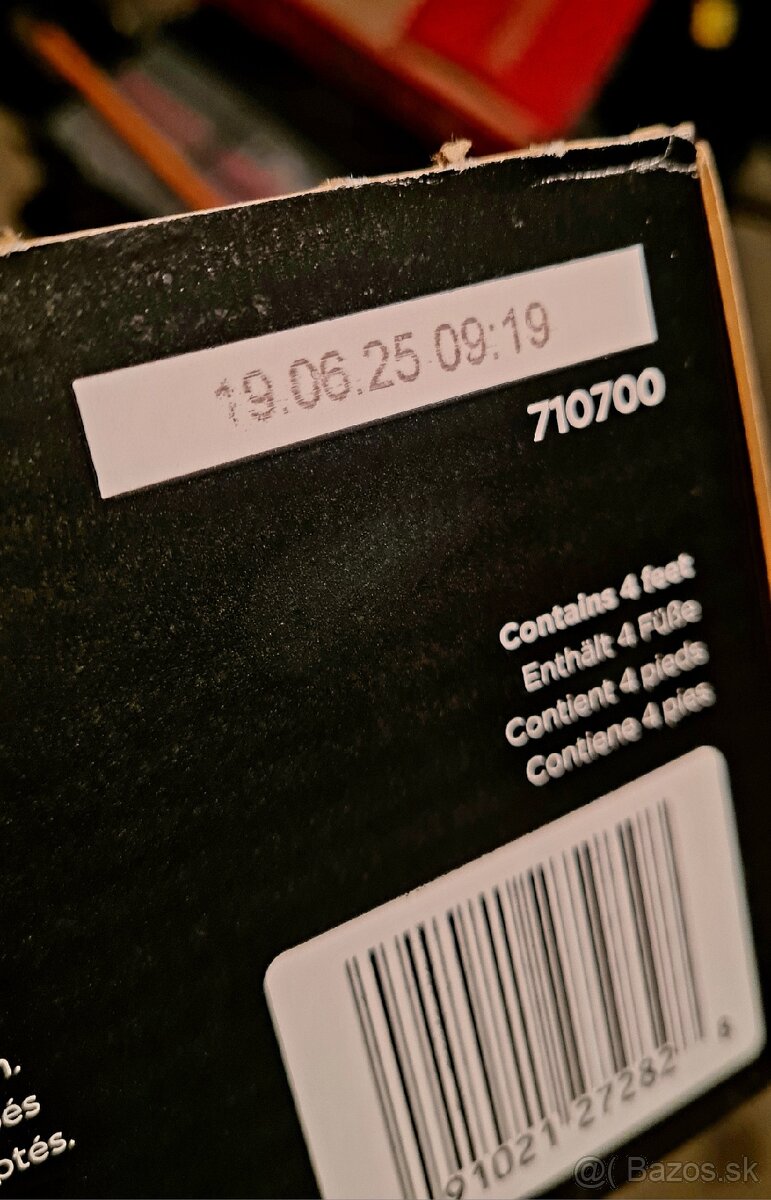 19.06.25 09:19
710700
Contains 4 feet
Enthält 4 Füße
Contient 4 pieds
Contiene 4 pies
91021 27282
ptés.
@( Bazos.sk